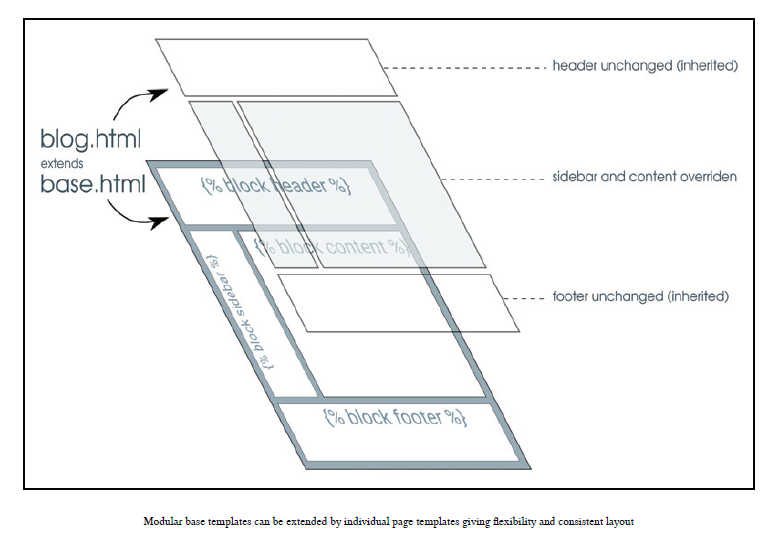 header unchanged (inherited)
blog.html
extends
base.html
sidebar and content overriden
{% block header %}
{% block content %}
{% block sidebar %}
footer unchanged (inherited)
{% block footer %}
Modular base templates can be extended by individual page templates giving flexibility and consistent layout